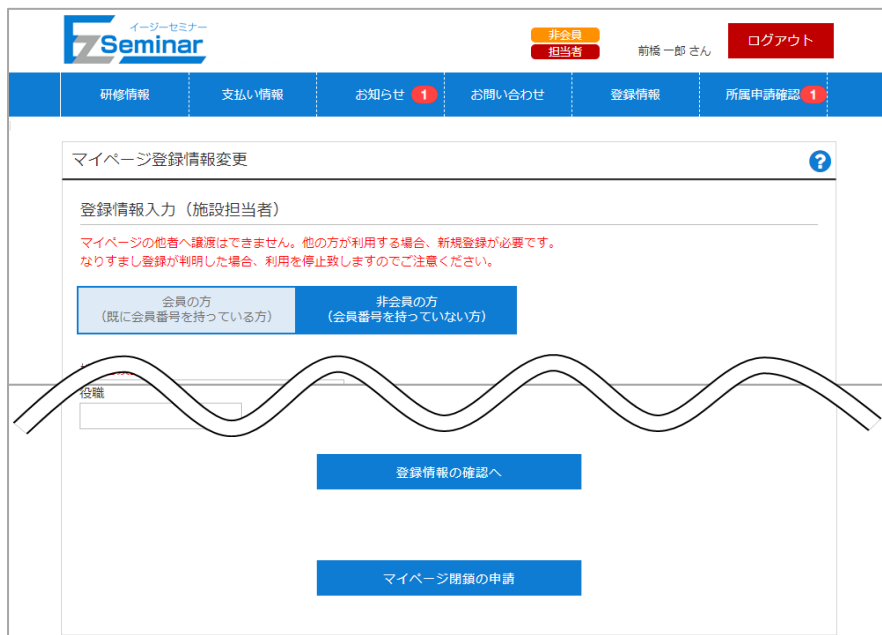 イージーセミナー
EZ Seminar
非会員
担当者
前橋 一郎 さん
ログアウト
研修情報
支払い情報
お知らせ 1
お問い合わせ
登録情報
所属申請確認 1
マイページ登録情報変更
?
登録情報入力（施設担当者）
マイページの他者へ譲渡はできません。他の方が利用する場合、新規登録が必要です。
なりすまし登録が判明した場合、利用を停止致しますのでご注意ください。
会員の方
（既に会員番号を持っている方）
非会員の方
（会員番号を持っていない方）
役職
登録情報の確認へ
マイページ閉鎖の申請